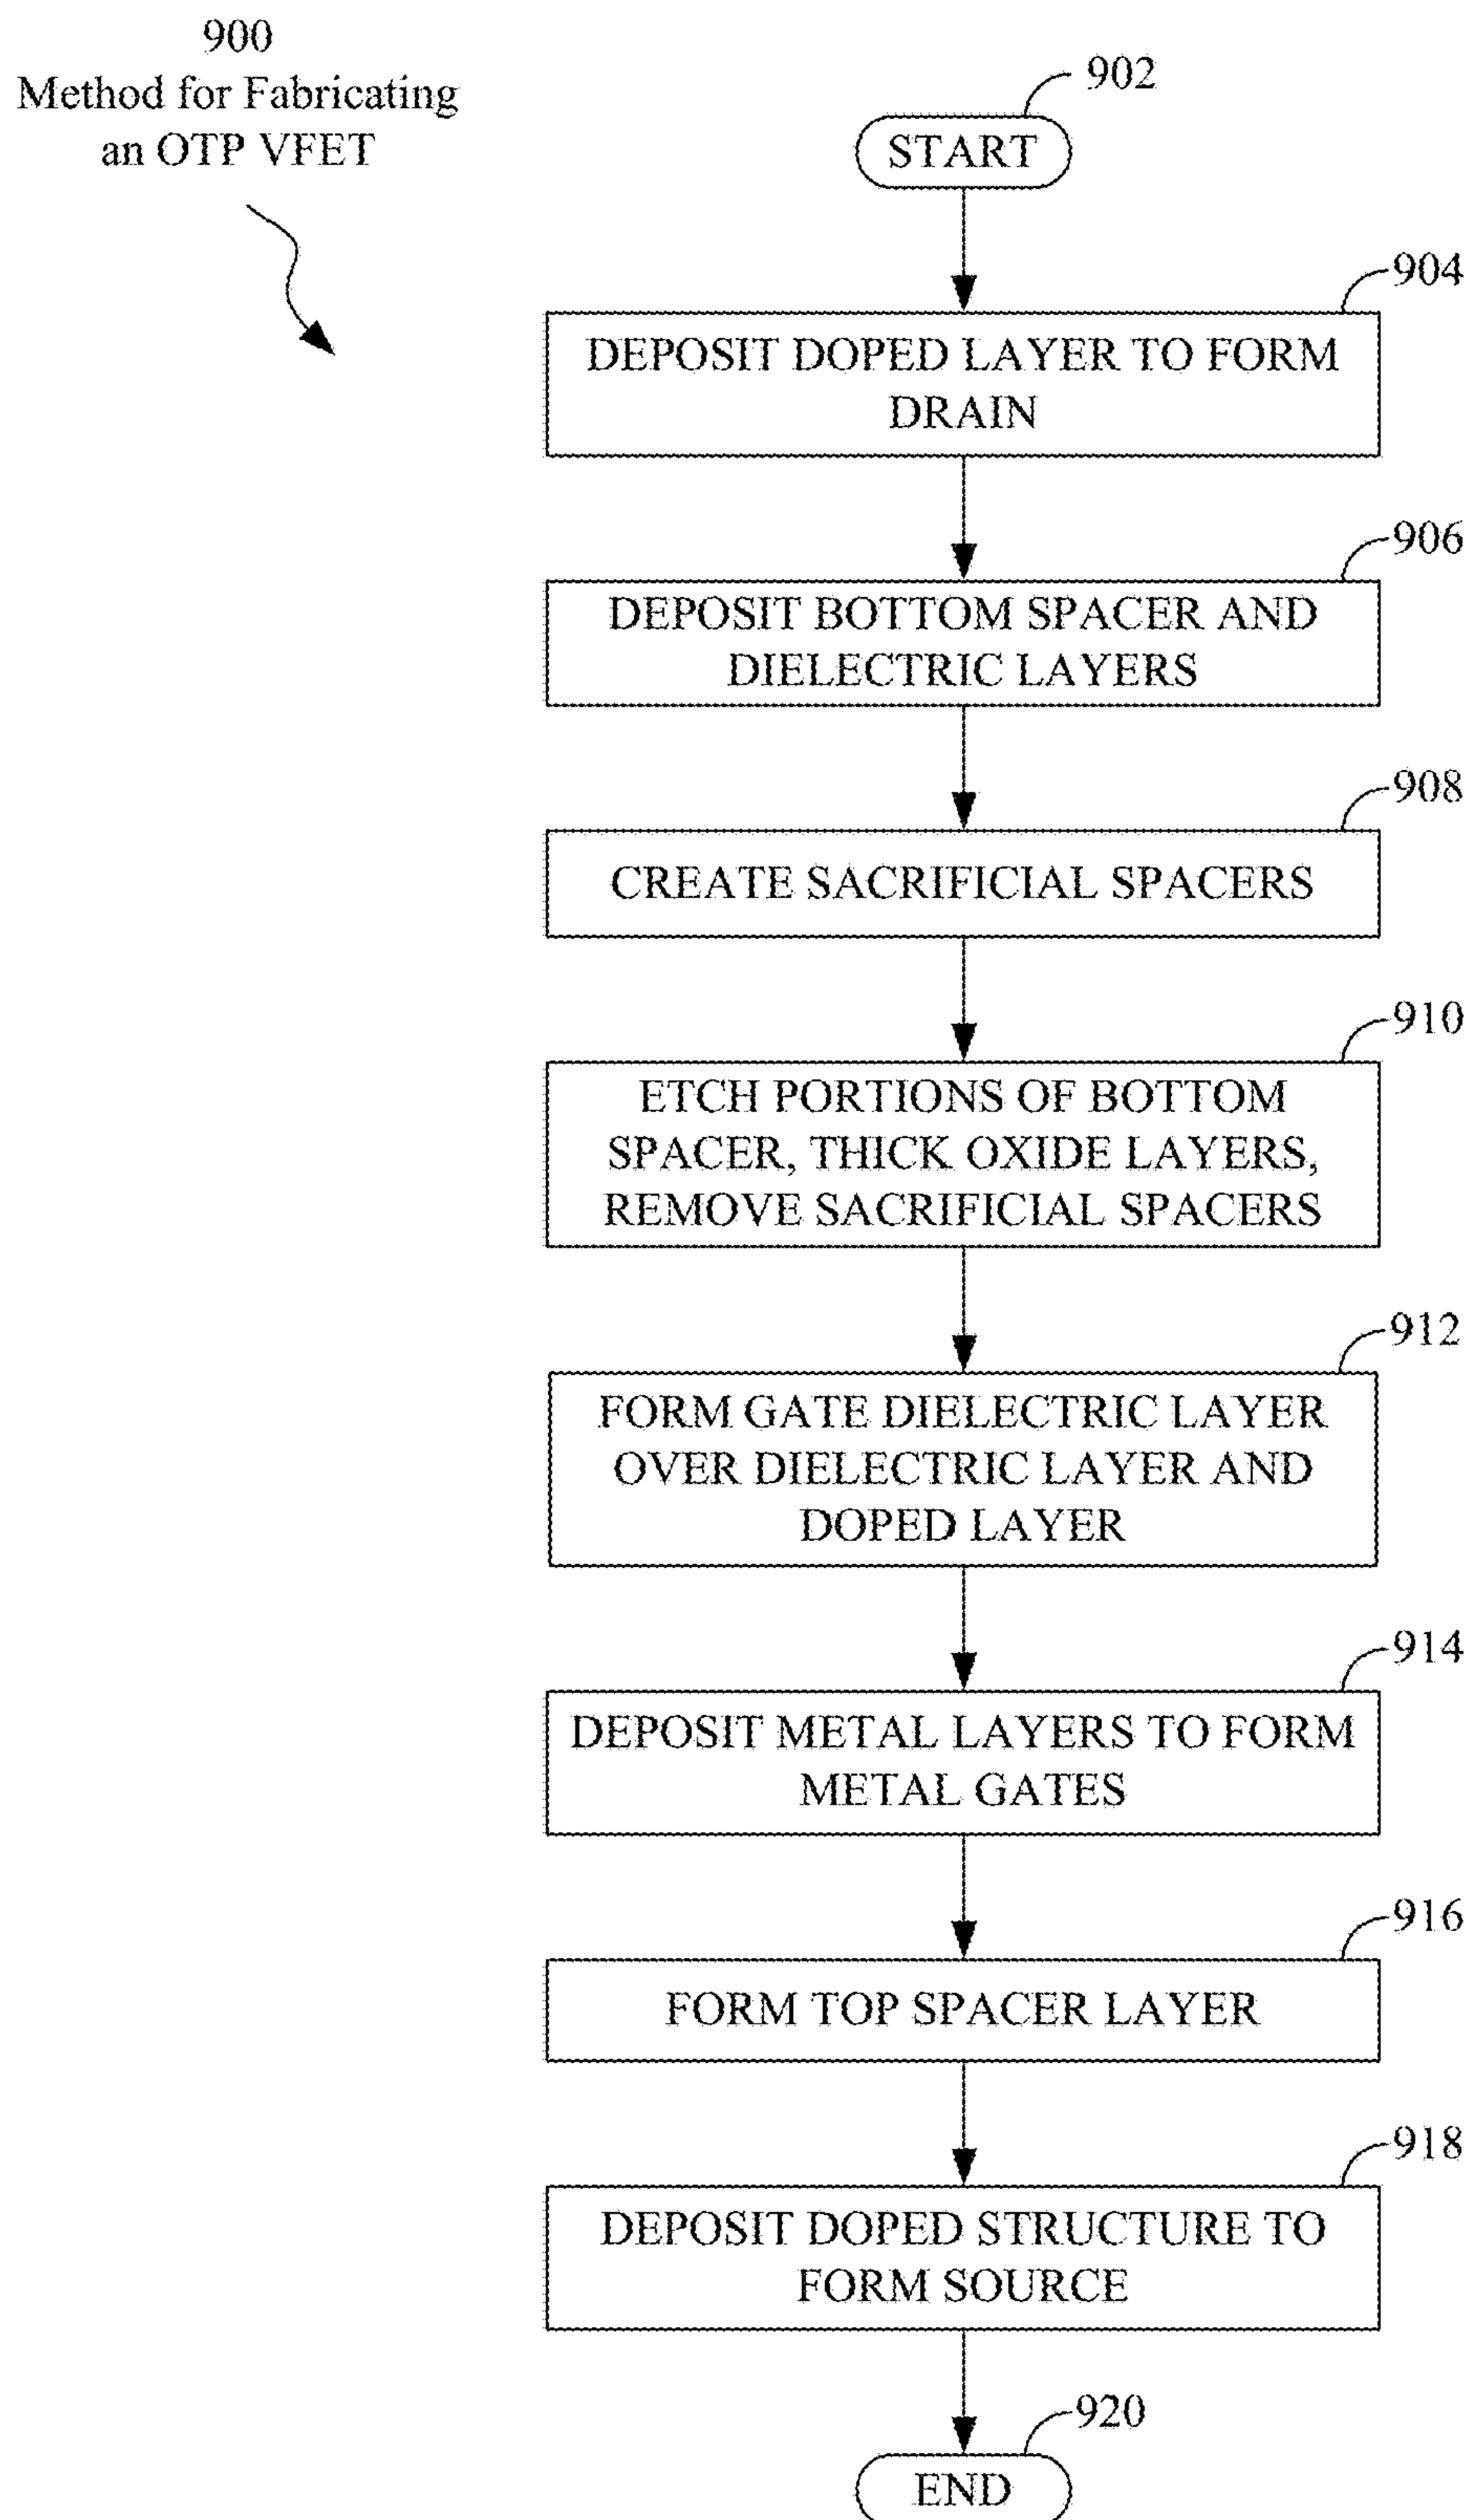 900
Method for Fabricating
an OTP VFET
902
START
904
DEPOSIT DOPED LAYER TO FORM
DRAIN
906
DEPOSIT BOTTOM SPACER AND
DIELECTRIC LAYERS
908
CREATE SACRIFICIAL SPACERS
910
ETCH PORTIONS OF BOTTOM
SPACER, THICK OXIDE LAYERS,
REMOVE SACRIFICIAL SPACERS
912
FORM GATE DIELECTRIC LAYER
OVER DIELECTRIC LAYER AND
DOPED LAYER
914
DEPOSIT METAL LAYERS TO FORM
METAL GATES
916
FORM TOP SPACER LAYER
918
DEPOSIT DOPED STRUCTURE TO
FORM SOURCE
920
END